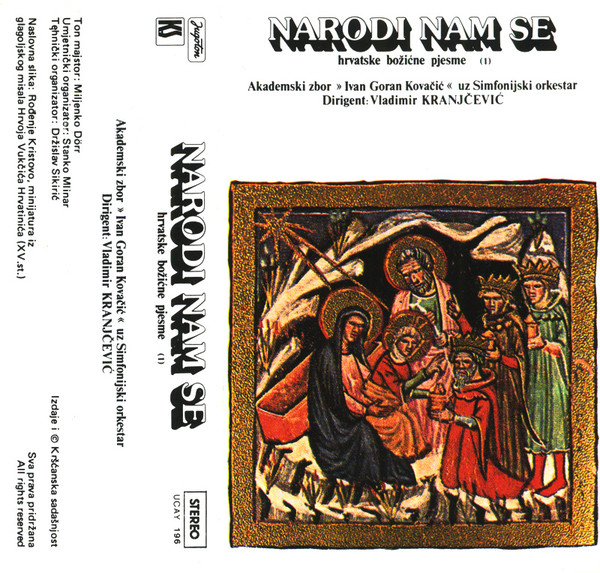 Ton majstor: Miljenko Dörr
Umjetnički organizator: Stanko Mlinar
Tehnički organizator: Držislav Sikirić
Naslovna slika: Rođenje Kristovo, minijatura iz
glagoljskog misala Hrvoja Vukčića Hrvatinića (XV.st.)
Izdaje i © Kršćanska sadašnjost
Sva prava pridržana
All rights reserved
KS
Jugoton
NARODI NAM SE
hrvatske božićne pjesme (1)
Akademski zbor » Ivan Goran Kovačić « uz Simfonijski orkestar
Dirigent: Vladimir KRANJČEVIĆ
STEREO
UCAY 196
NARODI NAM SE
hrvatske božićne pjesme (1)
Akademski zbor » Ivan Goran Kovačić « uz Simfonijski orkestar
Dirigent: Vladimir KRANJČEVIĆ